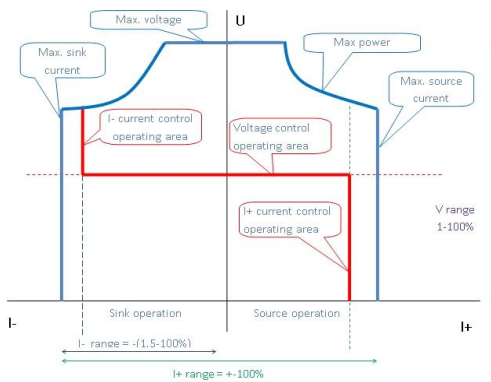 Max. voltage
U
Max. sink
current
Max power
Max. source
current
I- current control
operating area
Voltage control
operating area
I+ current control
operating area
V range
1-100%
Sink operation
Source operation
I-
I+
I- range = -(1.5-100%)
I+ range = +-100%